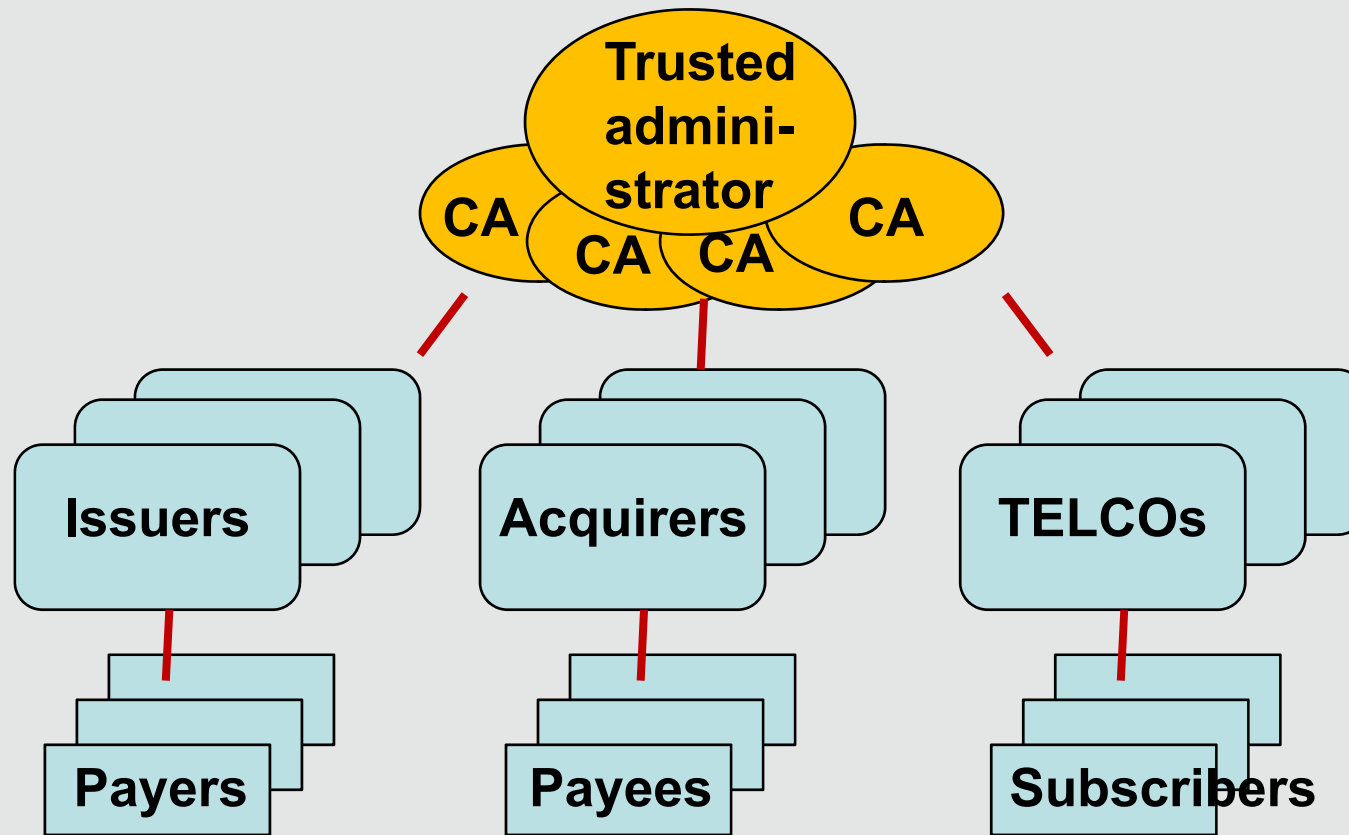 Trusted
admini-
strator
CA
CA
CA
CA
Issuers
Acquirers
TELCOs
Payers
Payees
Subscribers